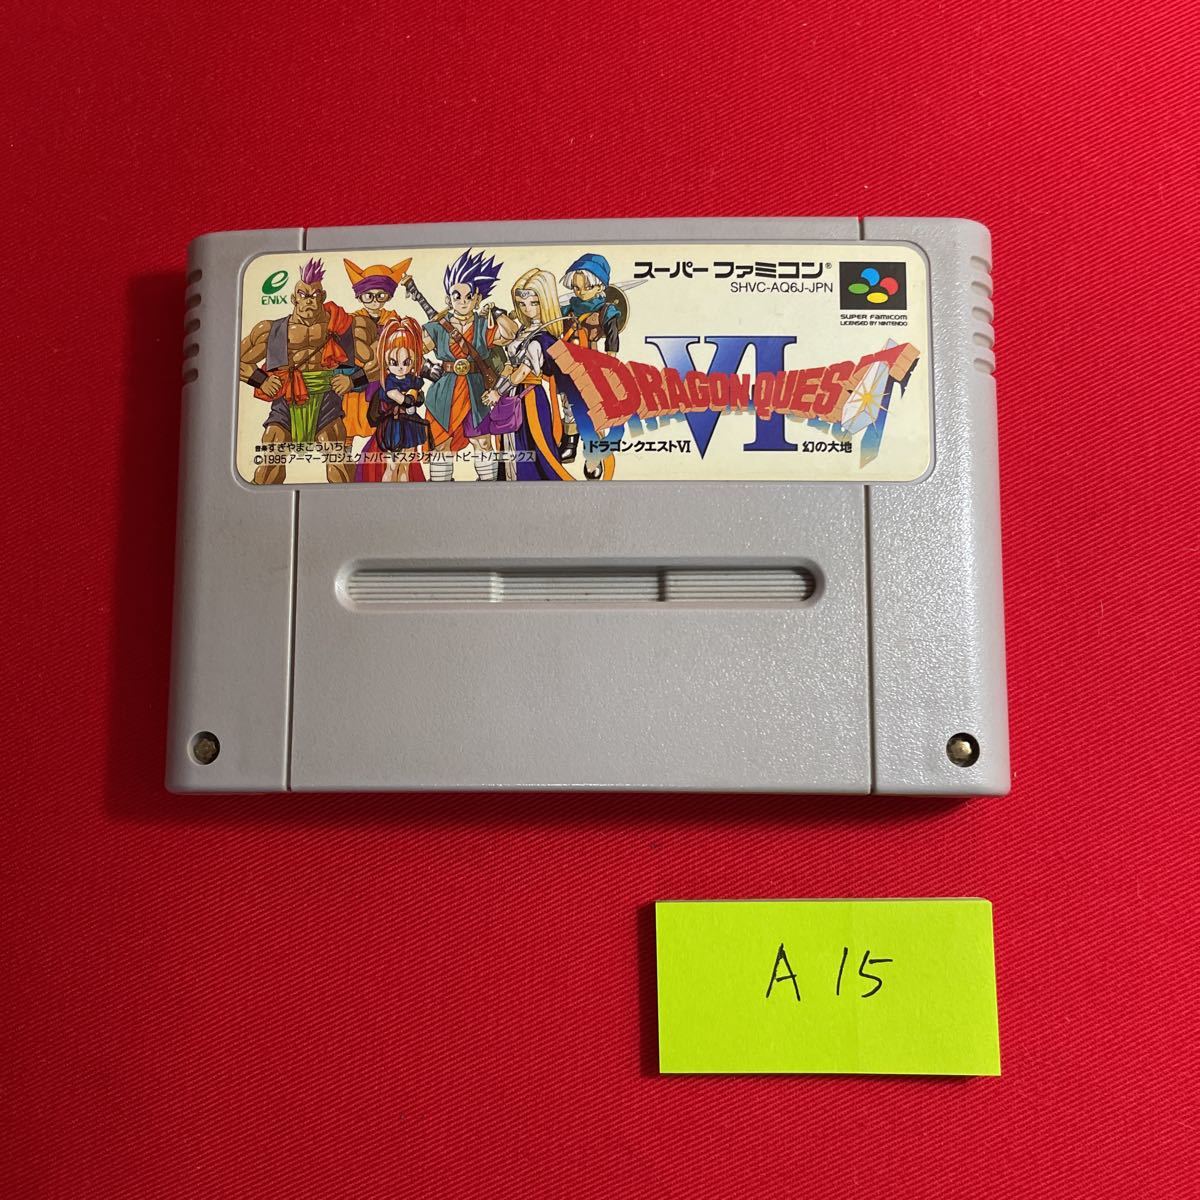 ENIX
スーパーファミコン®
SHVC-AQ6J-JPN
SUPER FAMICOM
LICENSED BY NINTENDO
VI
DRAGON QUEST
ドラゴンクエストVI 幻の大地
音楽すぎやまこういち
©1995 アーマープロジェクト/バードスタジオ/ハートビート/エニックス
A 15